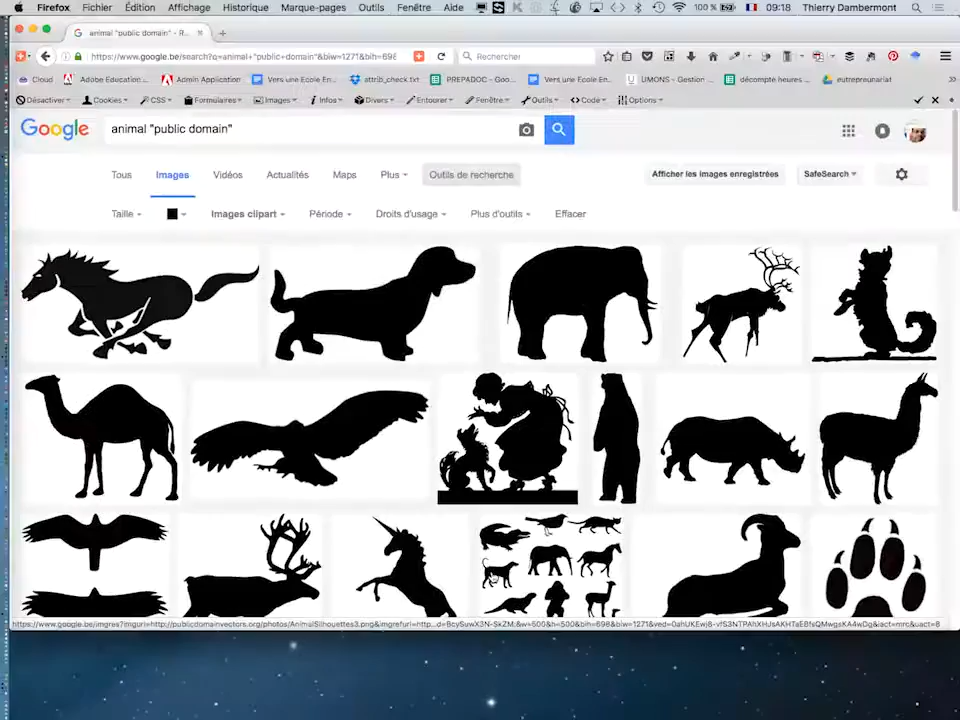 Firefox Fichier Édition Affichage Historique Marque-pages Outils Fenêtre Aide 100 % 09:18 Thierry Dambermont
animal "public domain" - R...
https://www.google.be/search?q=animal+"public+domain"&biw=1271&bih=698 Rechercher
Cloud Adobe Education... Admin Application Vers une Ecole En... attrib_check.txt PREPADOC - Goo... Vers une Ecole En... UMONS - Gestion ... décompte heures ... eutreprunariat
Désactiver Cookies CSS Formulaires Images Infos Divers Entourer Fenêtre Outils Code Options
Google animal "public domain"
Tous Images Vidéos Actualités Maps Plus Outils de recherche Afficher les images enregistrées SafeSearch
Taille Images clipart Période Droits d'usage Plus d'outils Effacer